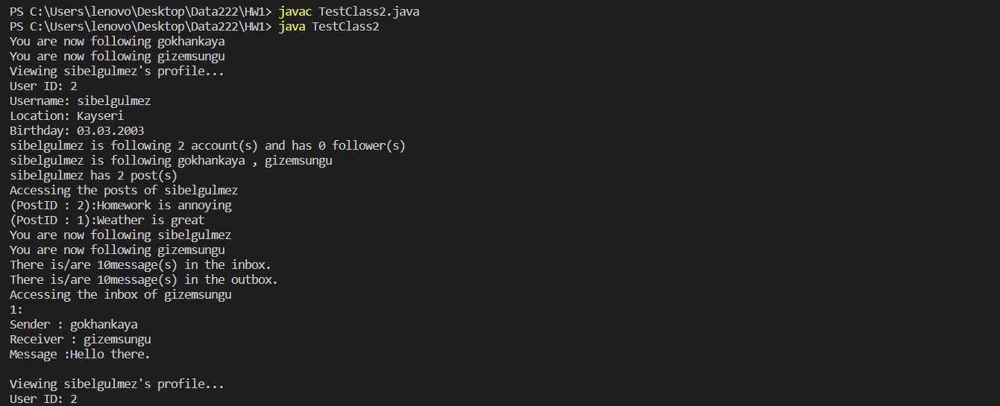 PS C:\Users\lenovo\Desktop\Data222\HW1> javac TestClass2.java
PS C:\Users\lenovo\Desktop\Data222\HW1> java TestClass2
You are now following gokhankaya
You are now following gizemsungu
Viewing sibelgulmez's profile...
User ID: 2
Username: sibelgulmez
Location: Kayseri
Birthday: 03.03.2003
sibelgulmez is following 2 account(s) and has 0 follower(s)
sibelgulmez is following gokhankaya , gizemsungu
sibelgulmez has 2 post(s)
Accessing the posts of sibelgulmez
(PostID : 2):Homework is annoying
(PostID : 1):Weather is great
You are now following sibelgulmez
You are now following gizemsungu
There is/are 10message(s) in the inbox.
There is/are 10message(s) in the outbox.
Accessing the inbox of gizemsungu
1:
Sender : gokhankaya
Receiver : gizemsungu
Message :Hello there.
Viewing sibelgulmez's profile...
User ID: 2